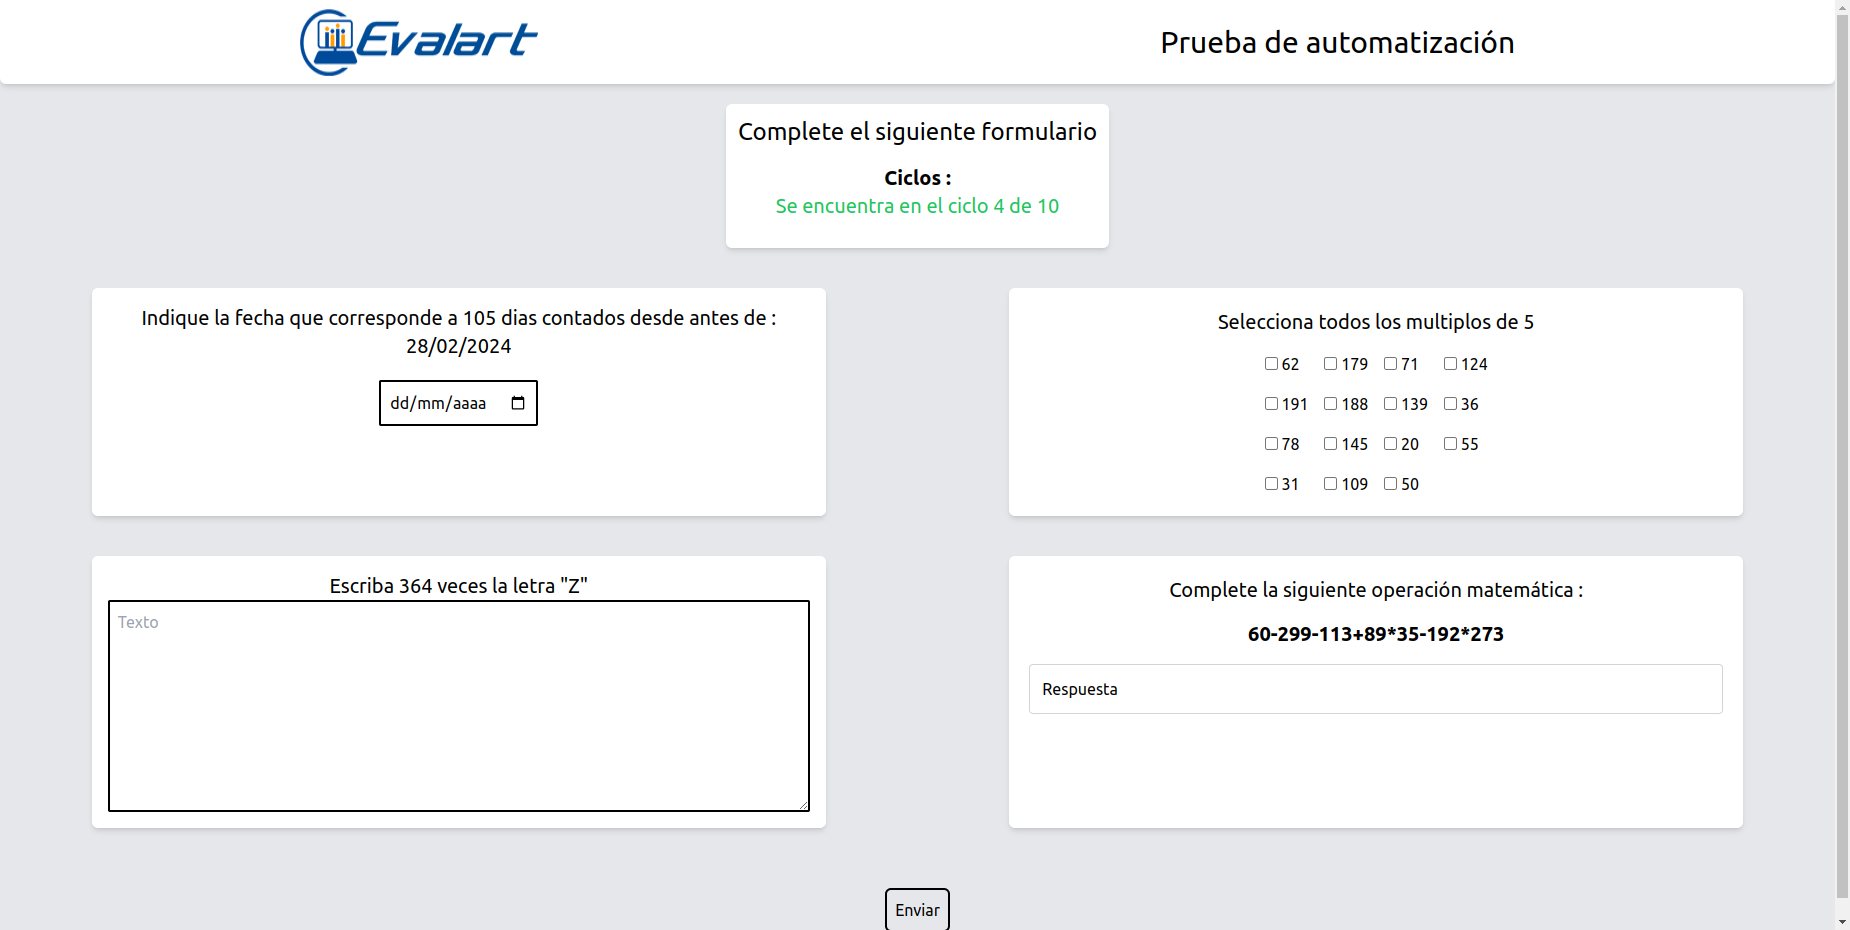 Evalart
Prueba de automatización
Complete el siguiente formulario
Ciclos :
Se encuentra en el ciclo 4 de 10
Indique la fecha que corresponde a 105 dias contados desde antes de :
28/02/2024
dd/mm/aaaa
Selecciona todos los multiplos de 5
62 179 71 124
191 188 139 36
78 145 20 55
31 109 50
Escriba 364 veces la letra "Z"
Texto
Complete la siguiente operación matemática :
60-299-113+89*35-192*273
Respuesta
Enviar